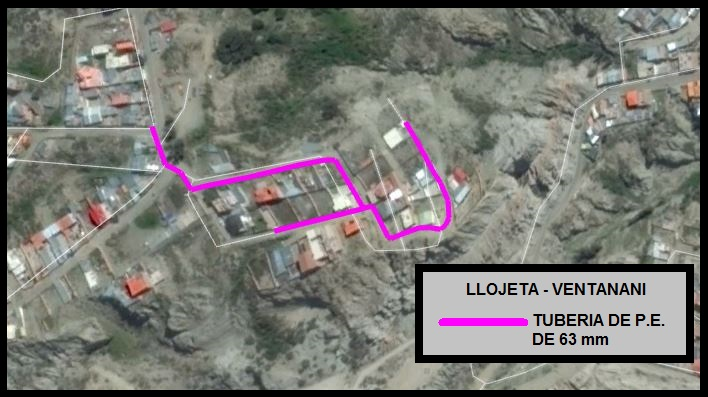 LLOJETA - VENTANANI
TUBERIA DE P.E.
DE 63 mm